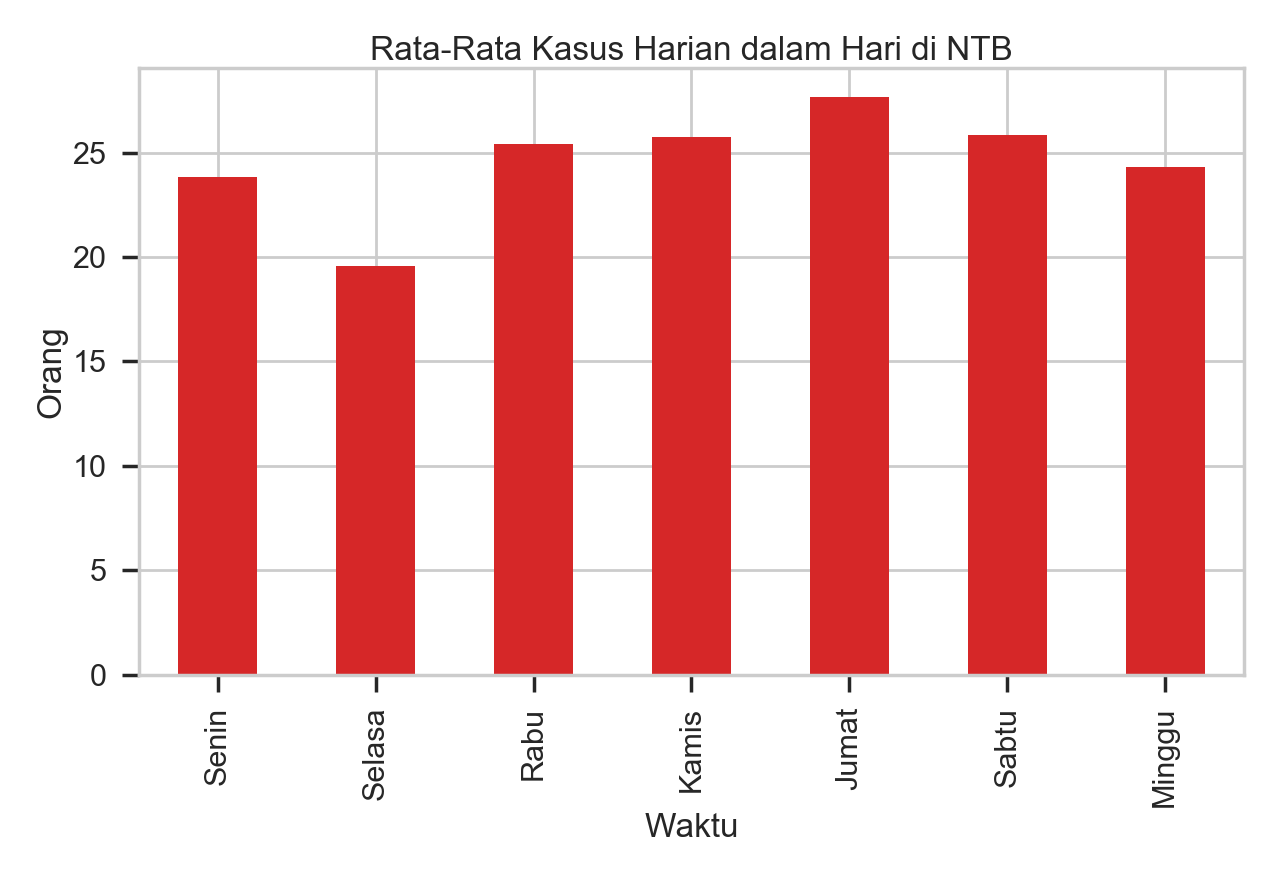 Rata-Rata Kasus Harian dalam Hari di NTB
Orang
25
20
15
10
5
0
Senin
Selasa
Rabu
Kamis
Jumat
Sabtu
Minggu
Waktu